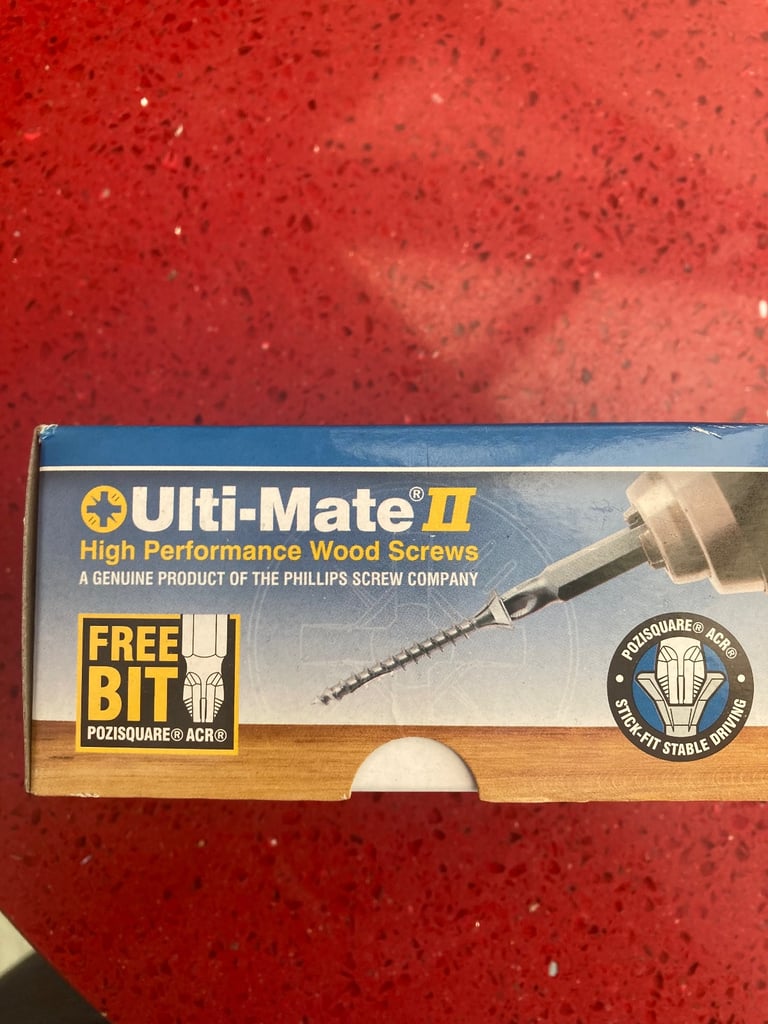 Ulti-Mate® II
High Performance Wood Screws
A GENUINE PRODUCT OF THE PHILLIPS SCREW COMPANY
FREE
BIT
POZISQUARE® ACR®
POZISQUARE® ACR®
STICK-FIT STABLE DRIVING